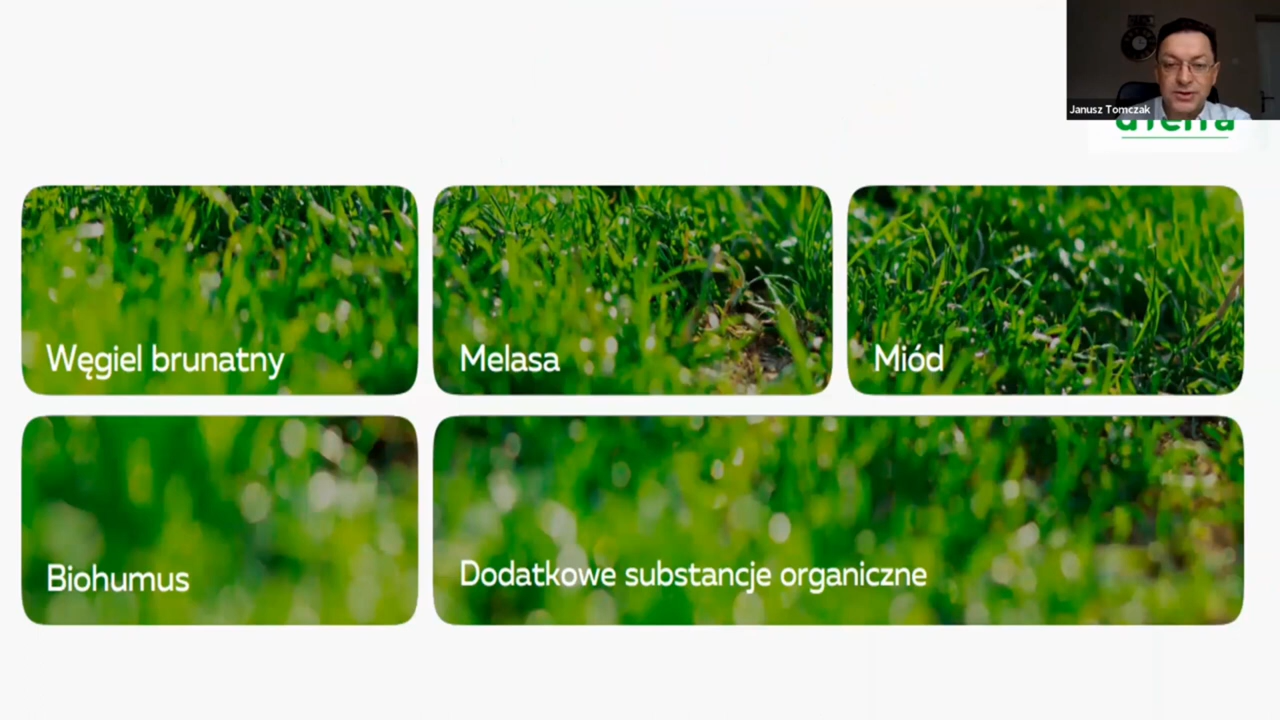 Janusz Tomczak
Węgiel brunatny
Melasa
Miód
Biohumus
Dodatkowe substancje organiczne